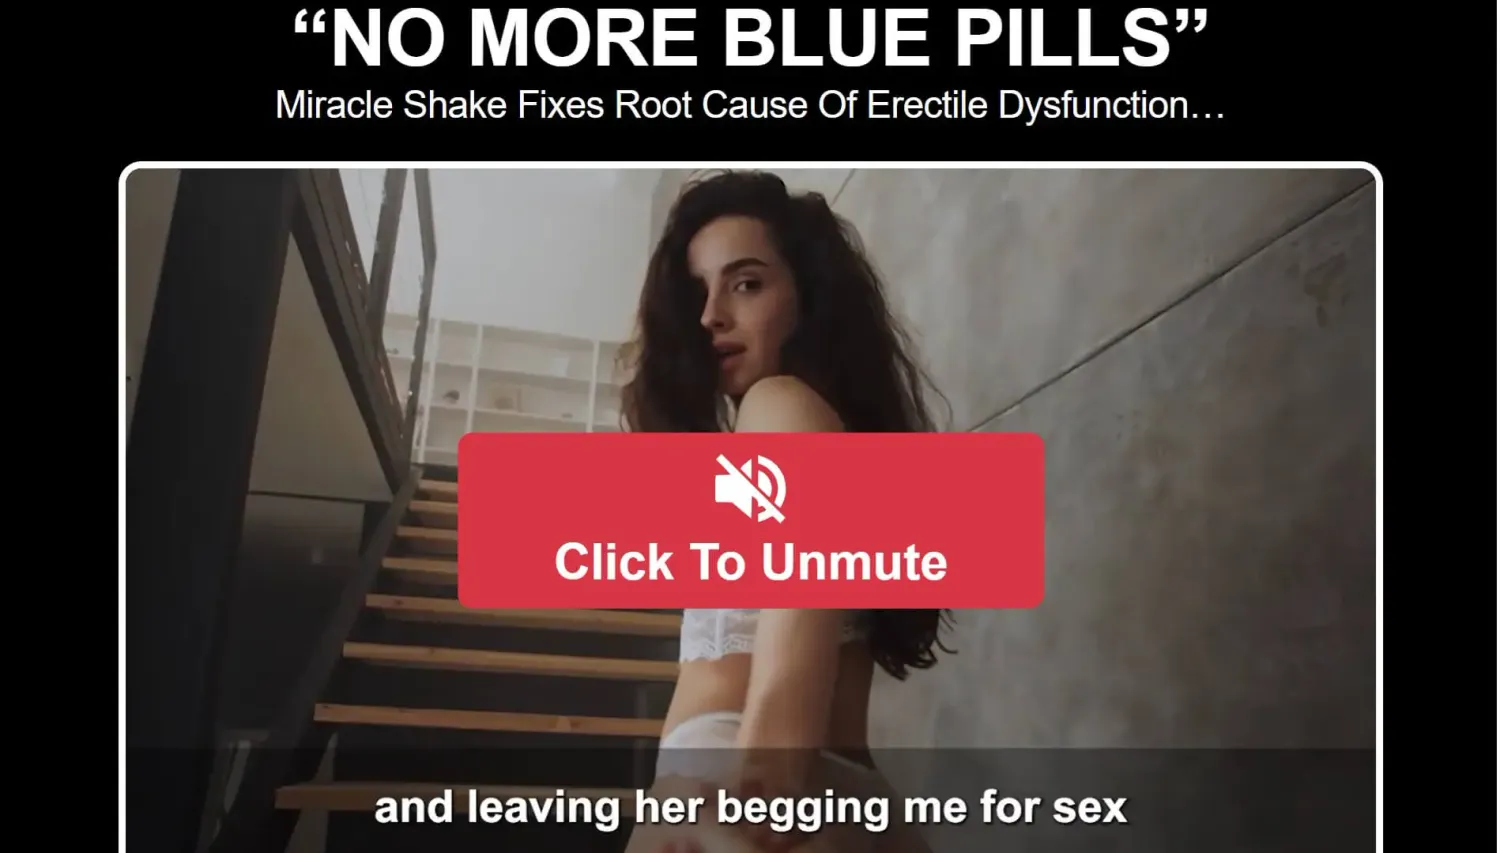 “NO MORE BLUE PILLS”
Miracle Shake Fixes Root Cause Of Erectile Dysfunction…
Click To Unmute
and leaving her begging me for sex